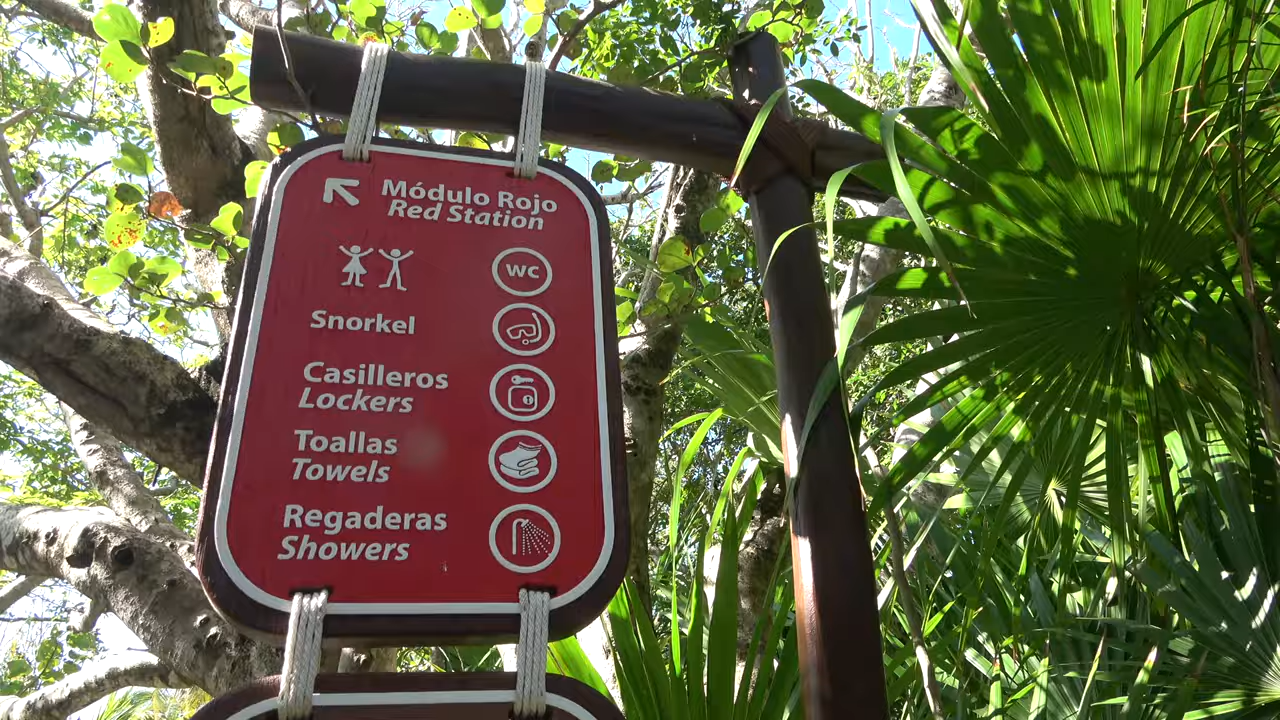 Módulo Rojo
Red Station
WC
Snorkel
Casilleros
Lockers
Toallas
Towels
Regaderas
Showers